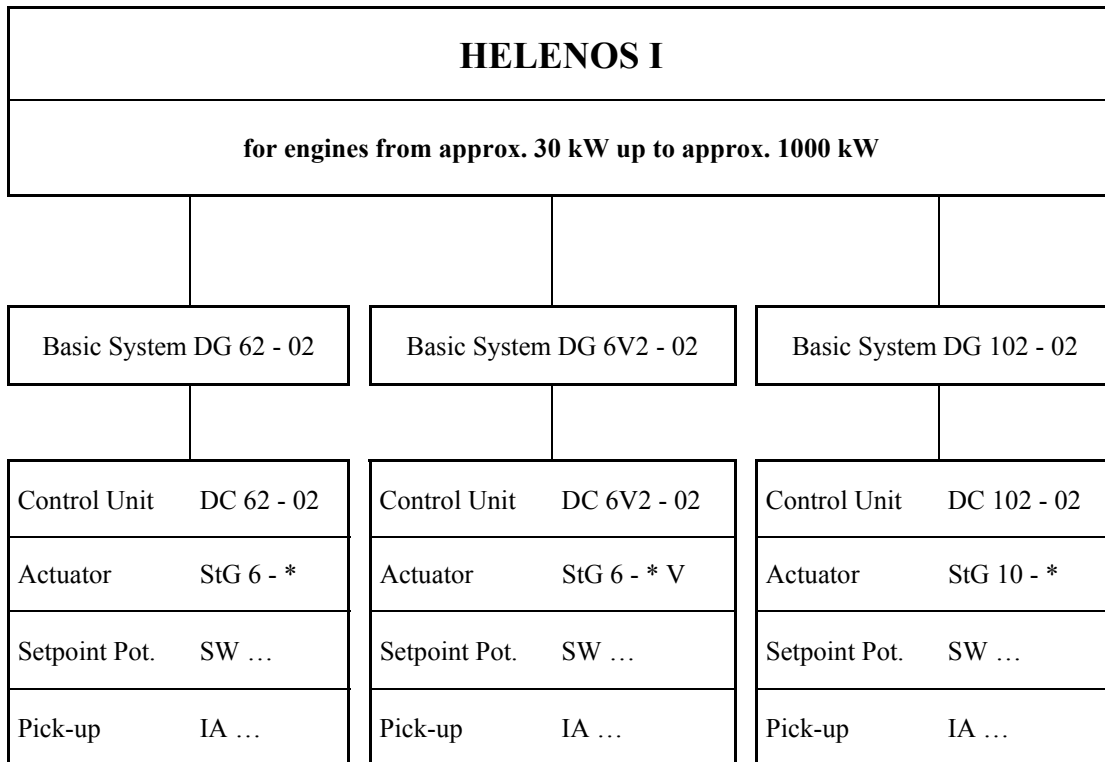 HELENOS I
for engines from approx. 30 kW up to approx. 1000 kW
Basic System DG 62 - 02
Basic System DG 6V2 - 02
Basic System DG 102 - 02
Control Unit DC 62 - 02
Actuator StG 6 - *
Setpoint Pot. SW …
Pick-up IA …
Control Unit DC 6V2 - 02
Actuator StG 6 - * V
Setpoint Pot. SW …
Pick-up IA …
Control Unit DC 102 - 02
Actuator StG 10 - *
Setpoint Pot. SW …
Pick-up IA …